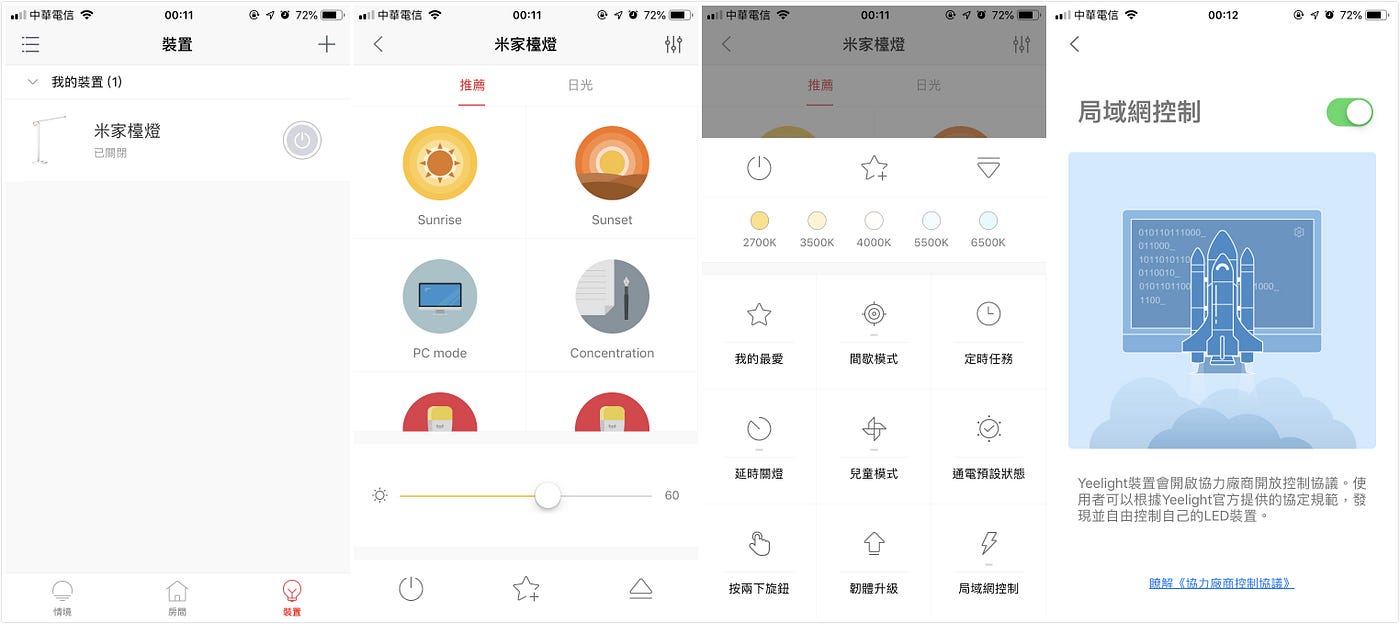 中華電信 00:11 72%
裝置
我的裝置 (1)
米家檯燈
已關閉
情境 房間 裝置
中華電信 00:11 72%
米家檯燈
推薦 日光
Sunrise Sunset
PC mode Concentration
60
中華電信 00:11 72%
米家檯燈
推薦 日光
2700K 3500K 4000K 5500K 6500K
我的最愛 間歇模式 定時任務
延時關燈 兒童模式 通電預設狀態
按兩下旋鈕 韌體升級 局域網控制
中華電信 00:12 72%
局域網控制
010110111000_
011000_
1011010110
0110010_
0101101100 1000_
1100_
Yeelight裝置會開啟協力廠商開放控制協議。使
用者可以根據Yeelight官方提供的協定規範，發
現並自由控制自己的LED裝置。
瞭解《協力廠商控制協議》